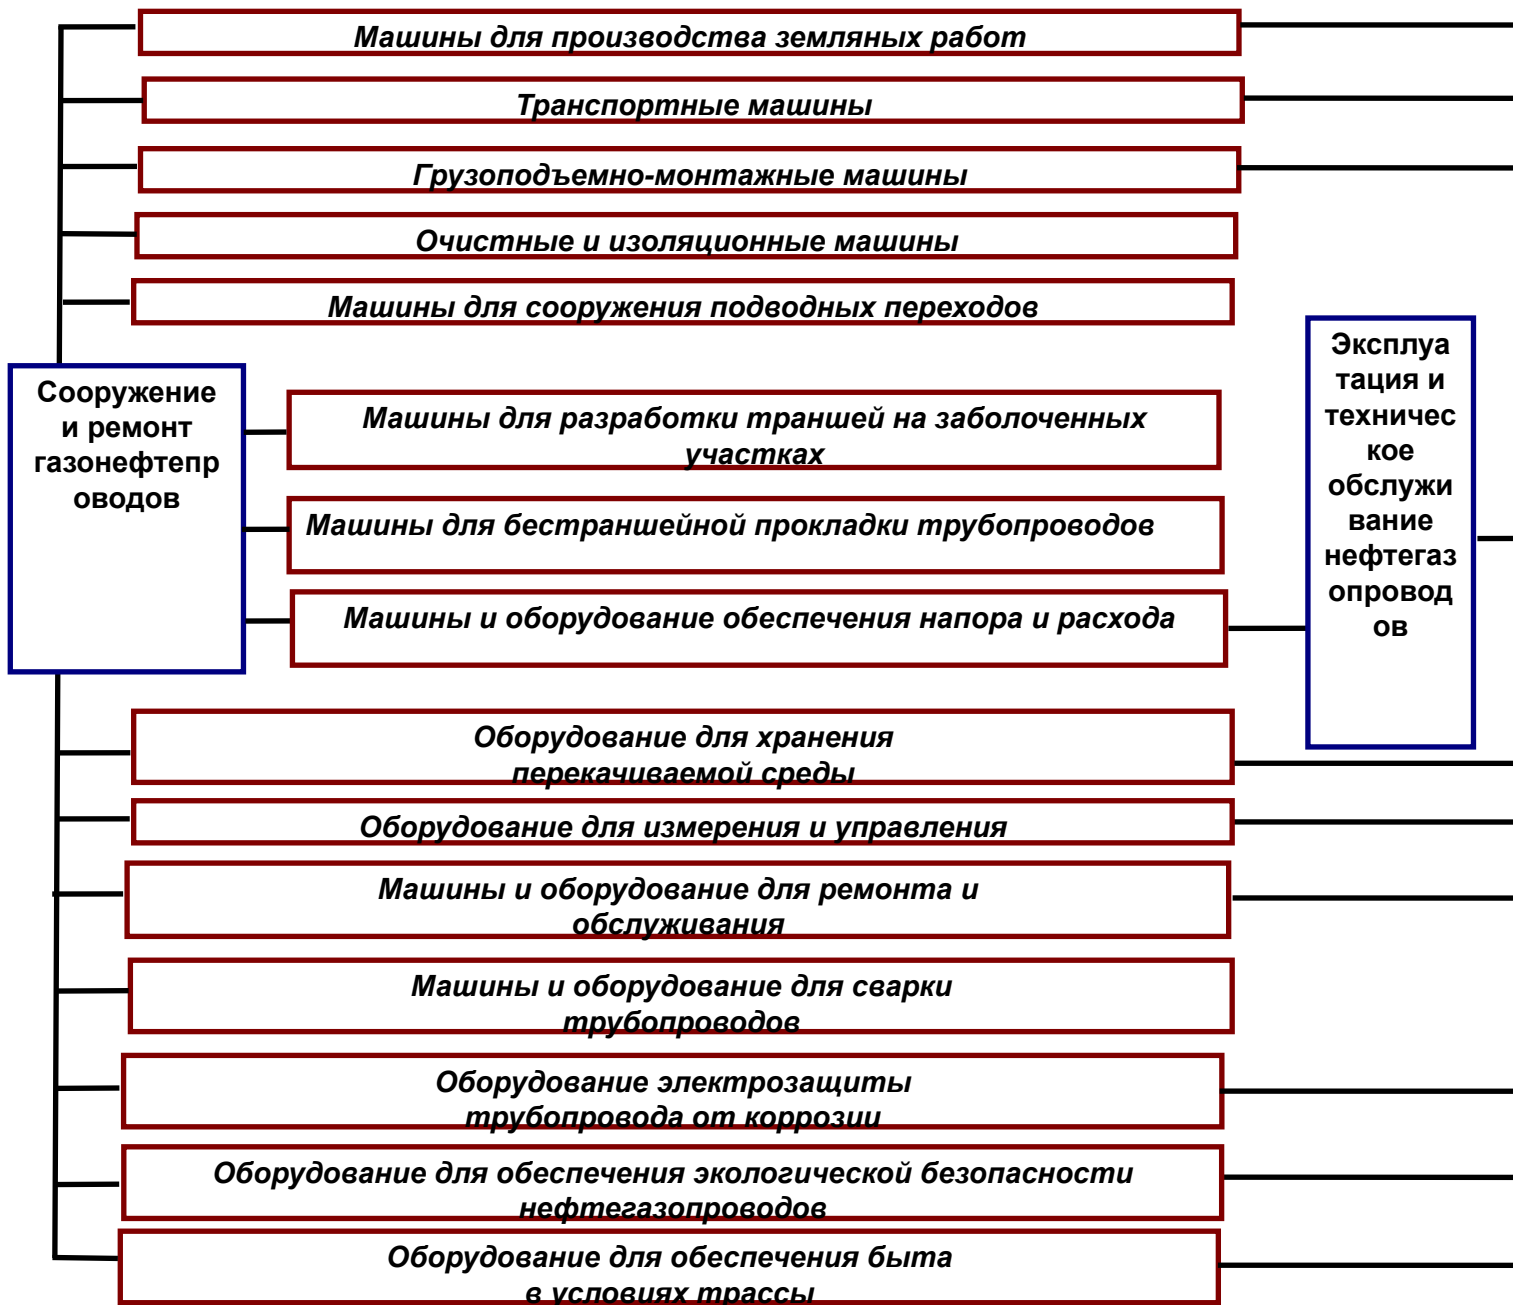 Машины для производства земляных работ
Транспортные машины
Грузоподъемно-монтажные машины
Очистные и изоляционные машины
Машины для сооружения подводных переходов
Сооружение
и ремонт
газонефтепр
оводов
Машины для разработки траншей на заболоченных
участках
Машины для бестраншейной прокладки трубопроводов
Машины и оборудование обеспечения напора и расхода
Эксплуа
тация и
техничес
кое
обслужи
вание
нефтегаз
опровод
ов
Оборудование для хранения
перекачиваемой среды
Оборудование для измерения и управления
Машины и оборудование для ремонта и
обслуживания
Машины и оборудование для сварки
трубопроводов
Оборудование электрозащиты
трубопровода от коррозии
Оборудование для обеспечения экологической безопасности
нефтегазопроводов
Оборудование для обеспечения быта
в условиях трассы